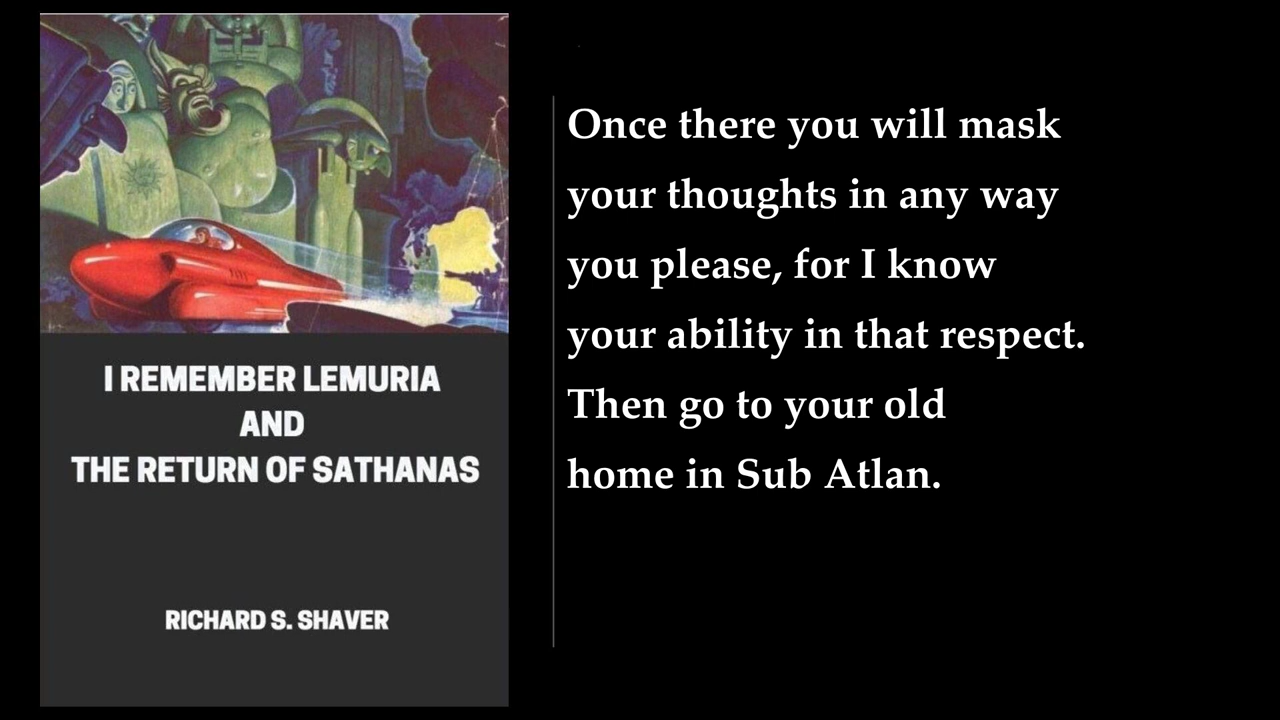 I REMEMBER LEMURIA
AND
THE RETURN OF SATHANAS
RICHARD S. SHAVER
Once there you will mask
your thoughts in any way
you please, for I know
your ability in that respect.
Then go to your old
home in Sub Atlan.